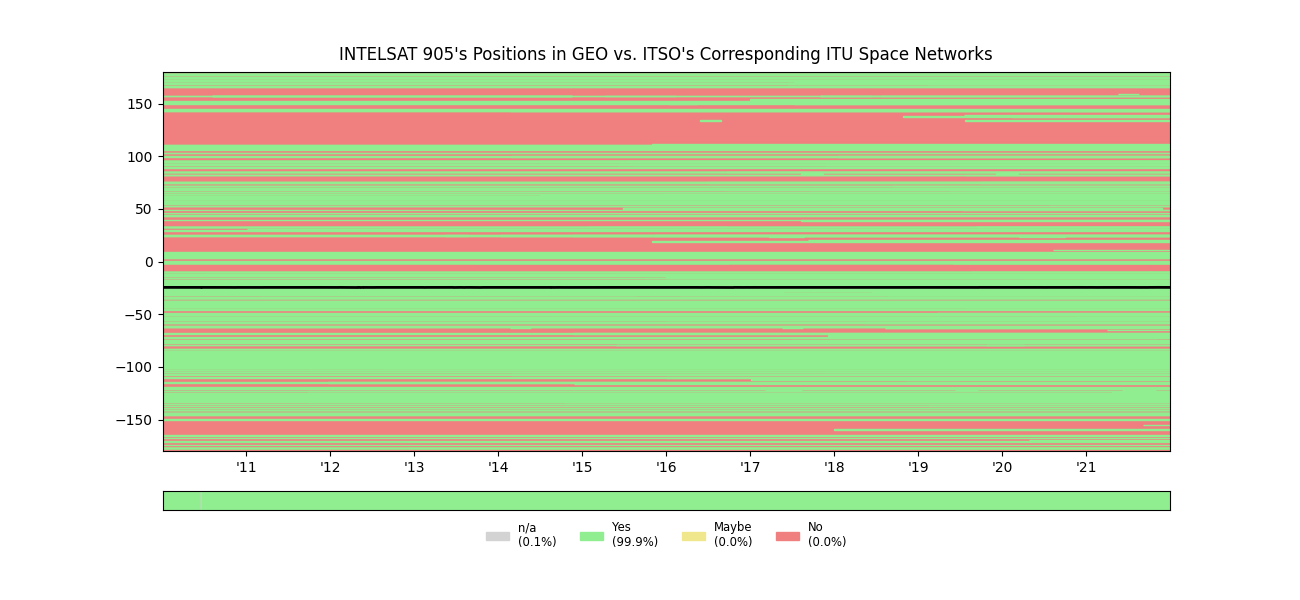 INTELSAT 905's Positions in GEO vs. ITSO's Corresponding ITU Space Networks
150
100
50
0
−50
−100
−150
'11 '12 '13 '14 '15 '16 '17 '18 '19 '20 '21
n/a Yes Maybe No
(0.1%) (99.9%) (0.0%) (0.0%)